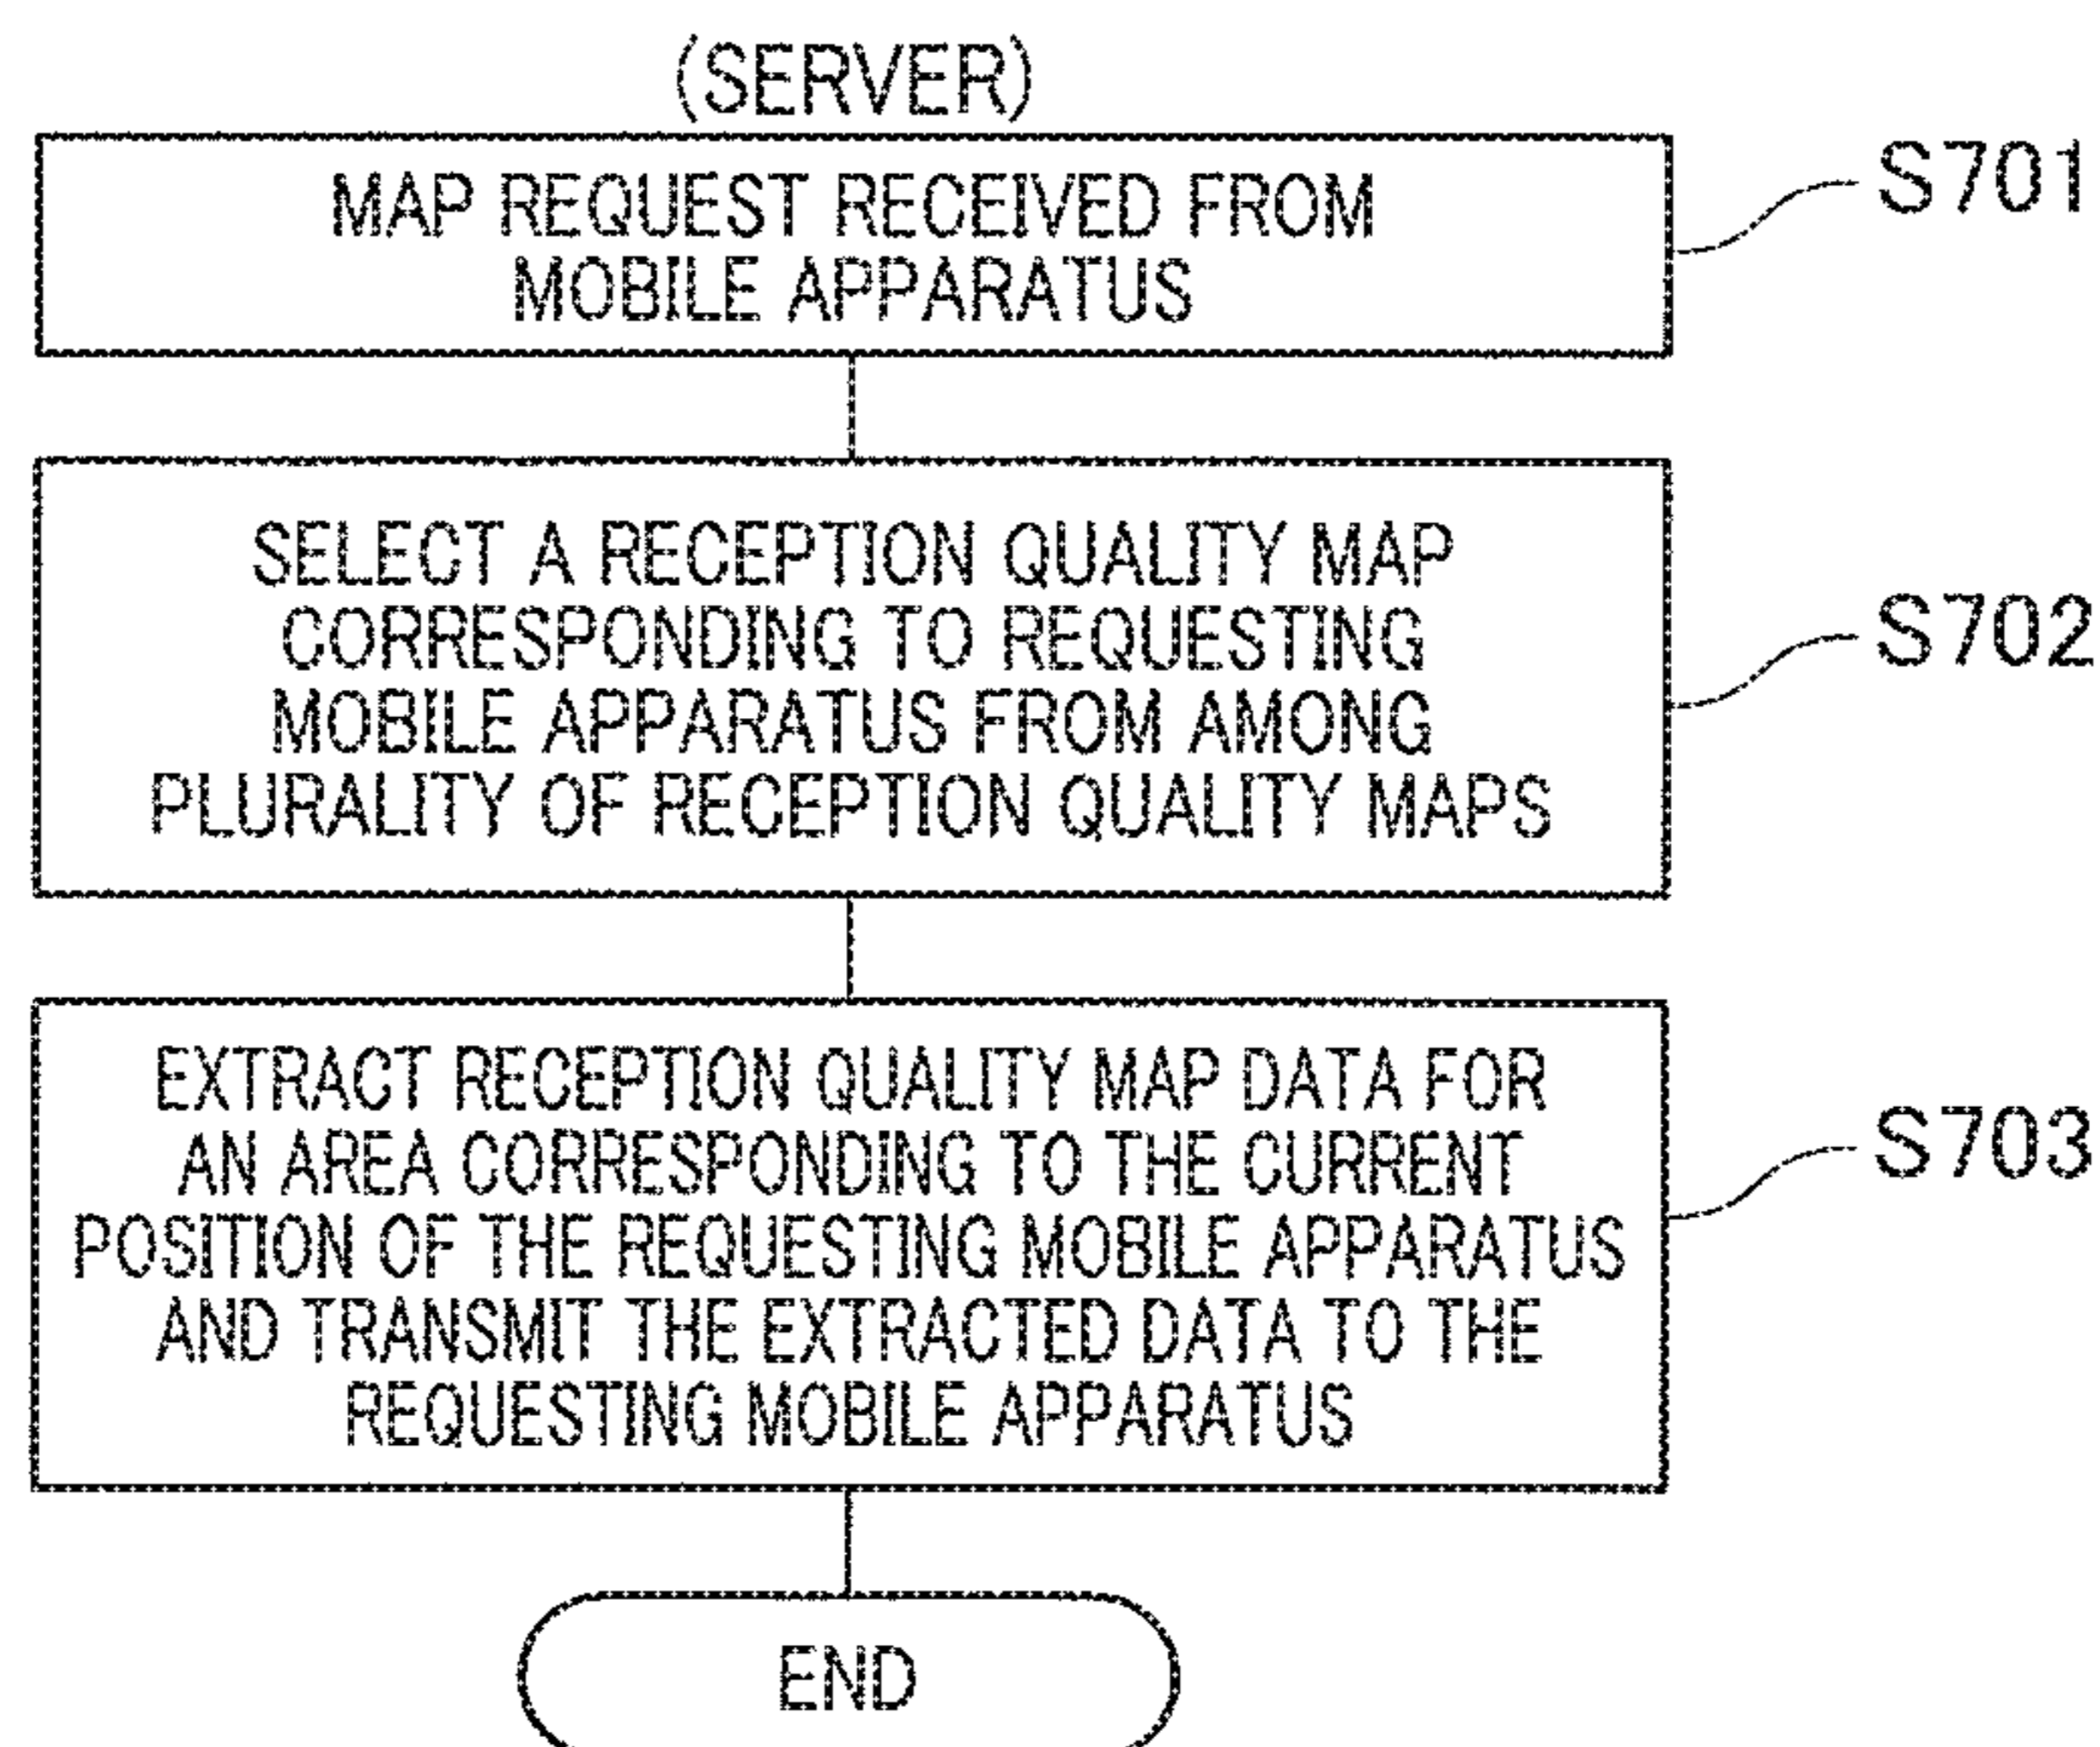 (SERVER)
MAP REQUEST RECEIVED FROM
MOBILE APPARATUS
S701
SELECT A RECEPTION QUALITY MAP
CORRESPONDING TO REQUESTING
MOBILE APPARATUS FROM AMONG
PLURALITY OF RECEPTION QUALITY MAPS
S702
EXTRACT RECEPTION QUALITY MAP DATA FOR
AN AREA CORRESPONDING TO THE CURRENT
POSITION OF THE REQUESTING MOBILE APPARATUS
AND TRANSMIT THE EXTRACTED DATA TO THE
REQUESTING MOBILE APPARATUS
S703
END